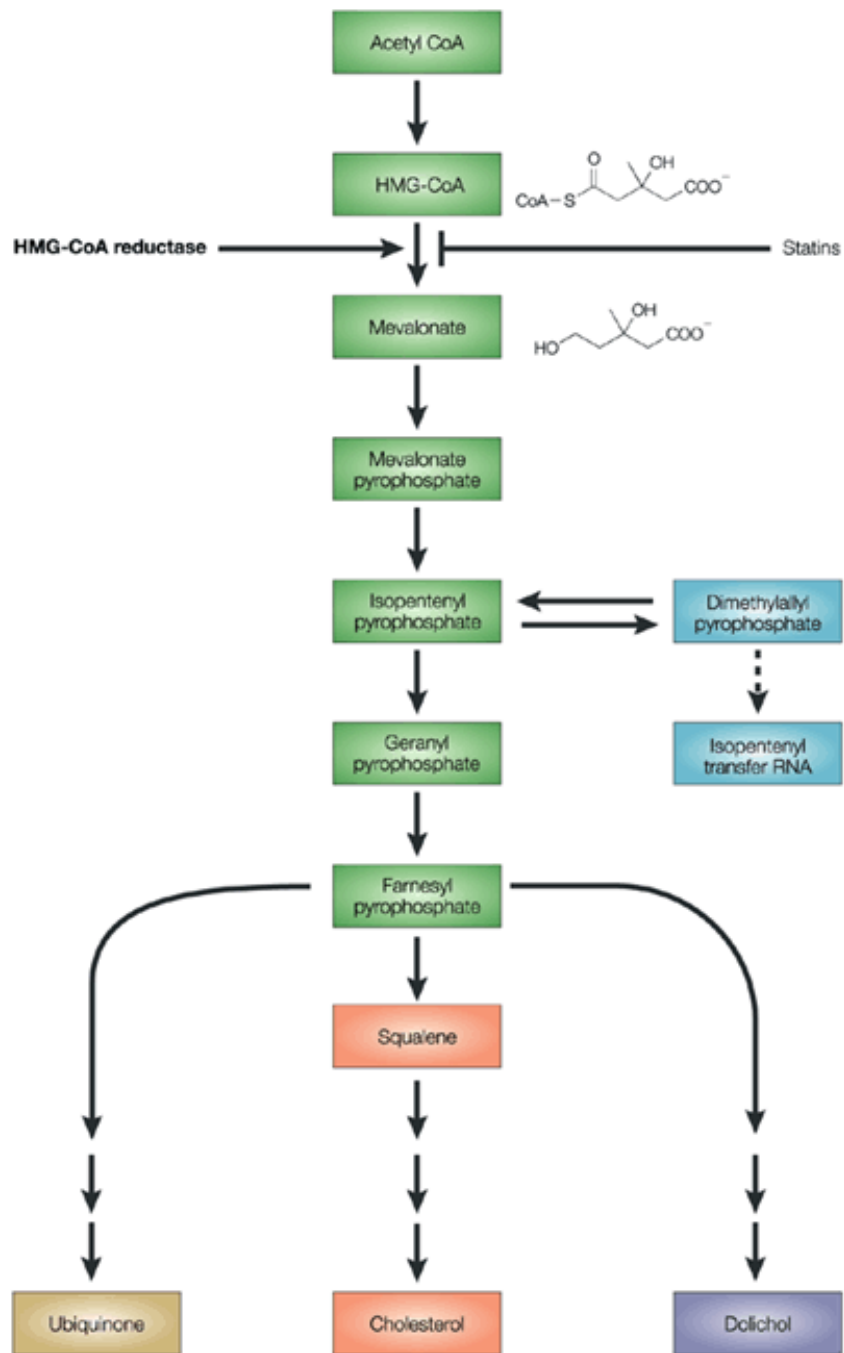 Acetyl CoA
HMG-CoA
O
OH
CoA–S
COO⁻
HMG-CoA reductase
Statins
Mevalonate
OH
HO
COO⁻
Mevalonate
pyrophosphate
Isopentenyl
pyrophosphate
Dimethylallyl
pyrophosphate
Geranyl
pyrophosphate
Isopentenyl
transfer RNA
Farnesyl
pyrophosphate
Squalene
Ubiquinone
Cholesterol
Dolichol